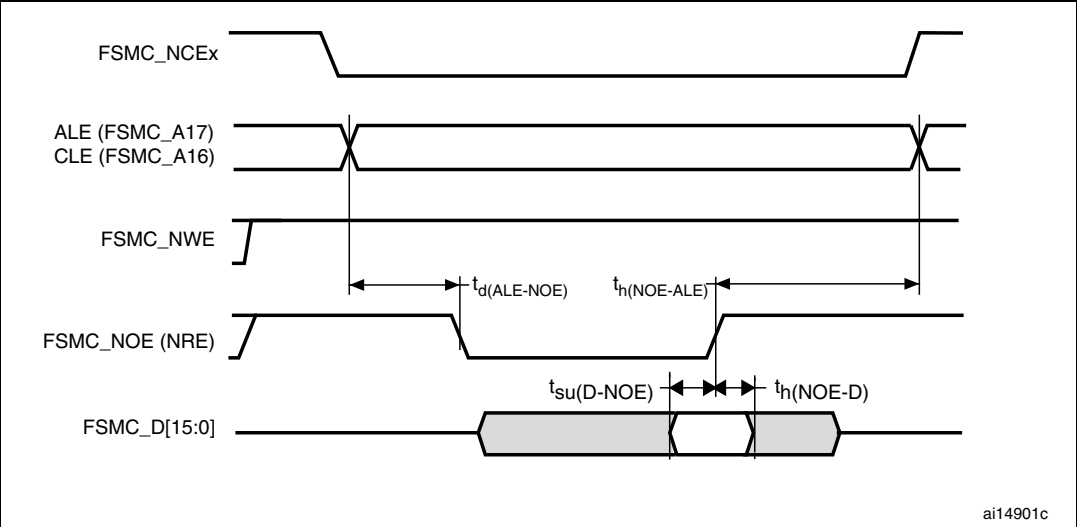 FSMC_NCEx
ALE (FSMC_A17)
CLE (FSMC_A16)
FSMC_NWE
td(ALE-NOE) th(NOE-ALE)
FSMC_NOE (NRE)
tsu(D-NOE) th(NOE-D)
FSMC_D[15:0]
ai14901c